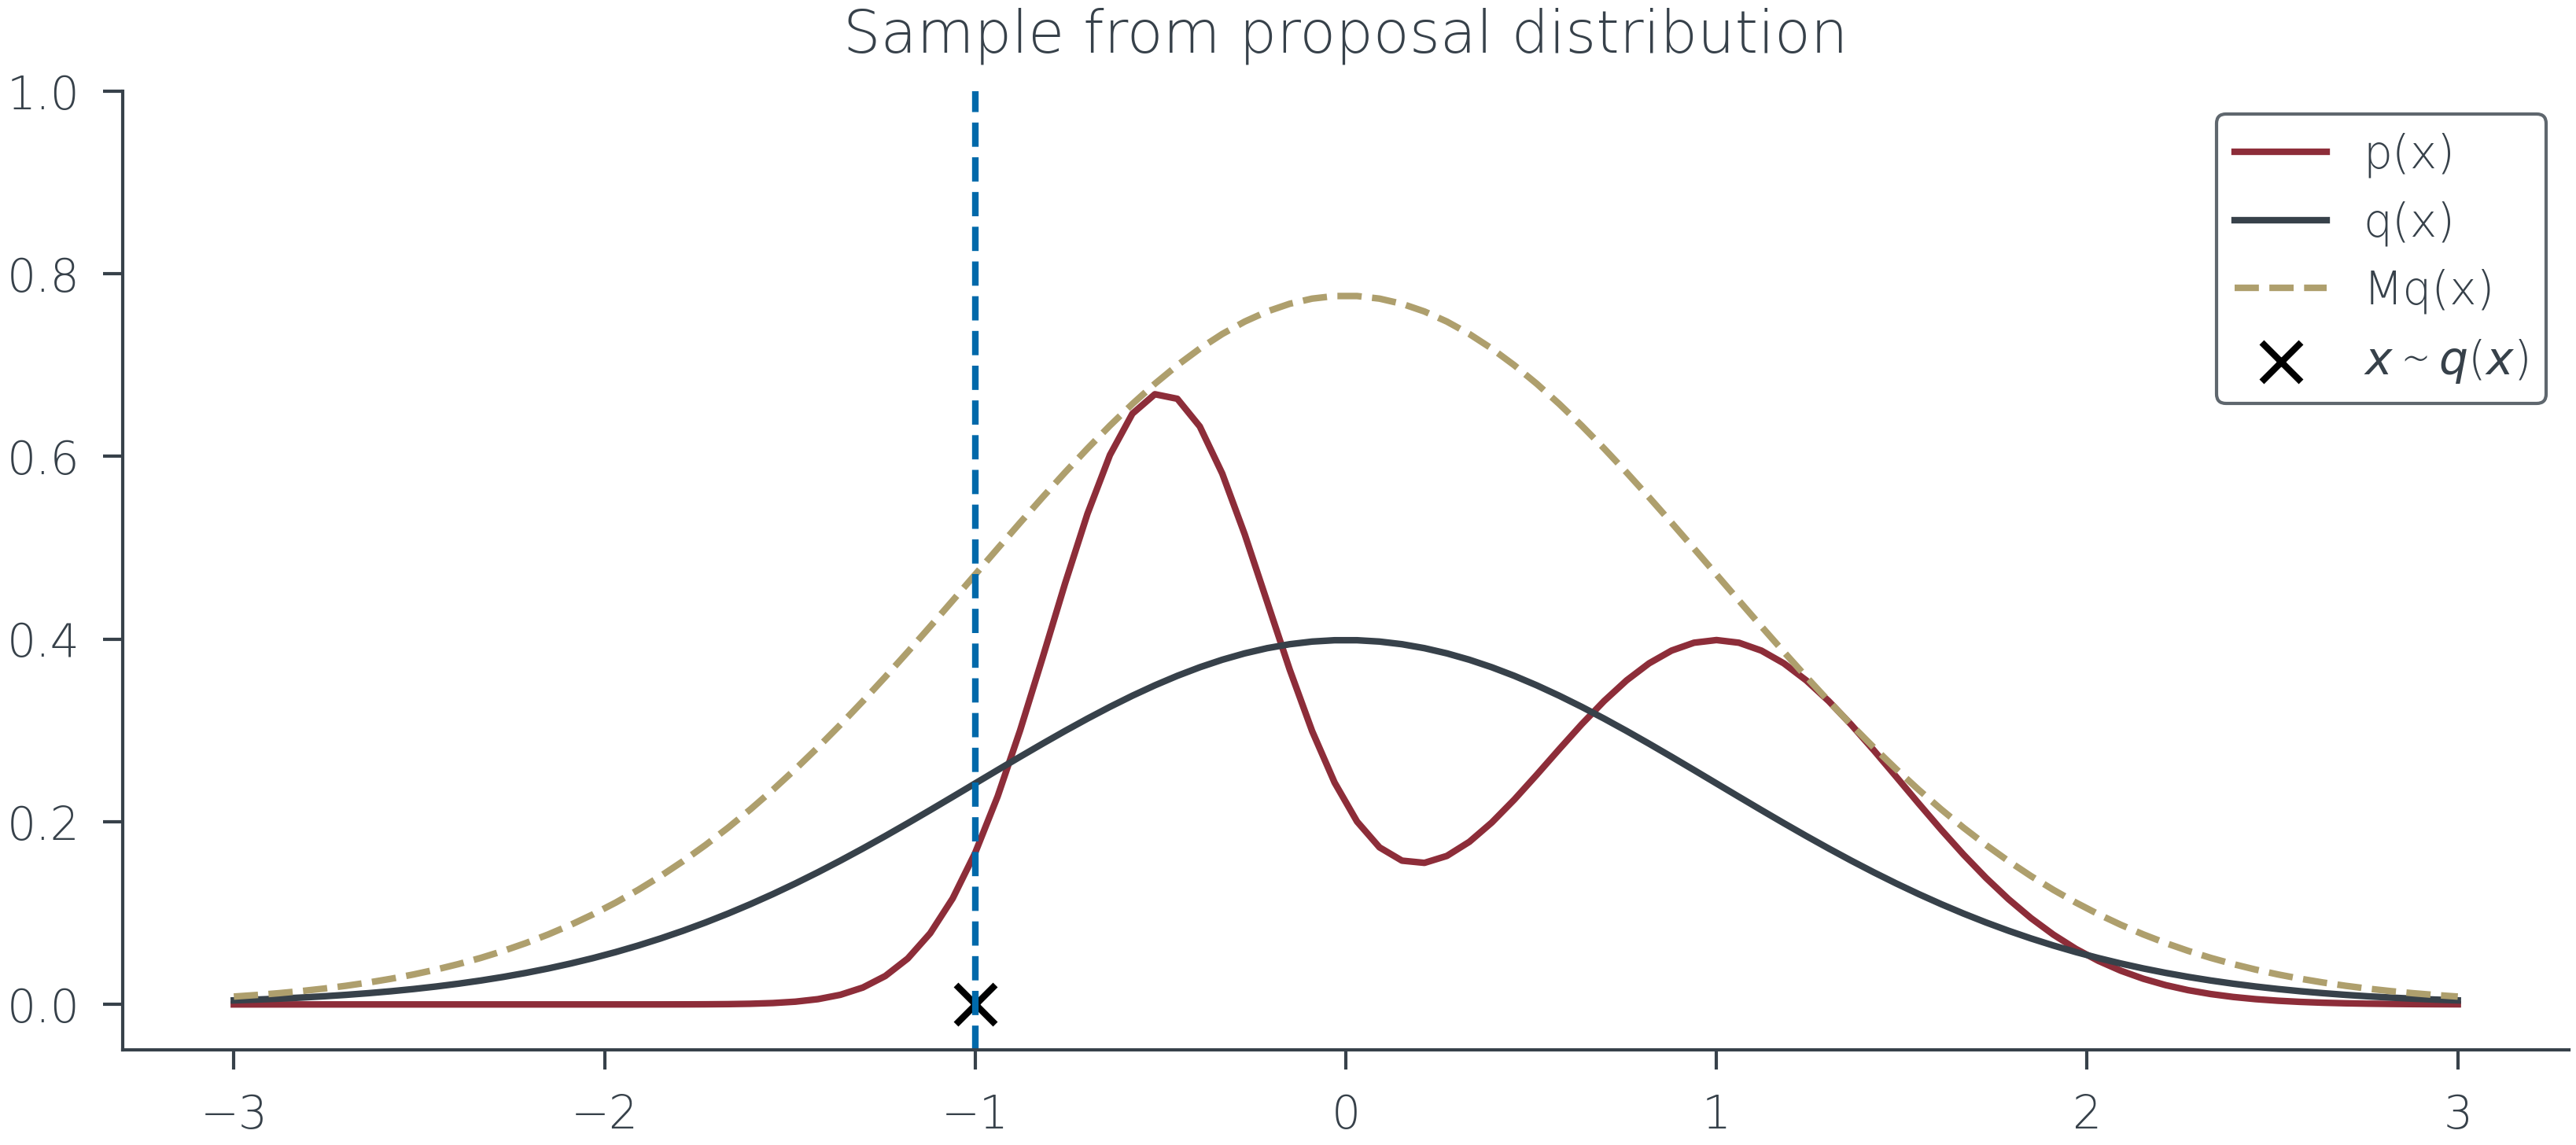 Sample from proposal distribution
1.0
0.8
0.6
0.4
0.2
0.0
p(x)
q(x)
Mq(x)
x ~ q(x)
−3 −2 −1 0 1 2 3